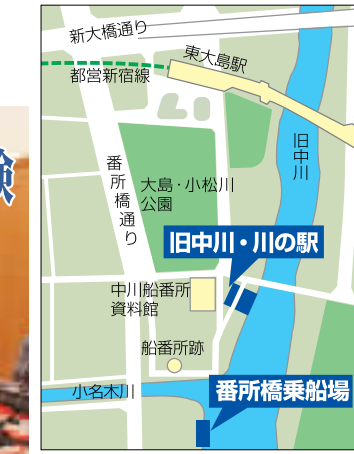 新大橋通り
東大島駅
都営新宿線
旧中川
番所橋通り
大島・小松川
公園
旧中川・川の駅
中川船番所
資料館
船番所跡
小名木川
番所橋乗船場
験